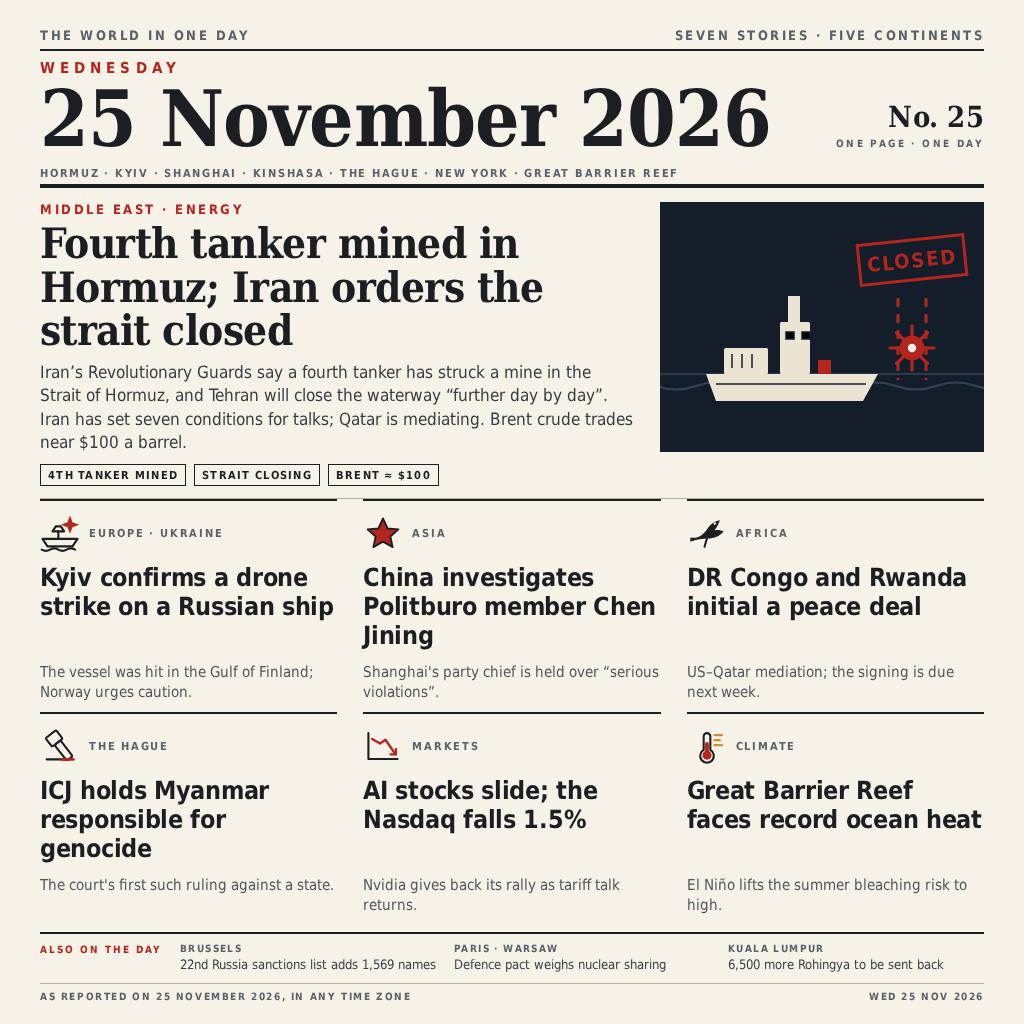 THE WORLD IN ONE DAY
SEVEN STORIES · FIVE CONTINENTS
WEDNESDAY
25 November 2026
No. 25
ONE PAGE · ONE DAY
HORMUZ · KYIV · SHANGHAI · KINSHASA · THE HAGUE · NEW YORK · GREAT BARRIER REEF
MIDDLE EAST · ENERGY
Fourth tanker mined in
Hormuz; Iran orders the
strait closed
Iran’s Revolutionary Guards say a fourth tanker has struck a mine in the
Strait of Hormuz, and Tehran will close the waterway “further day by day”.
Iran has set seven conditions for talks; Qatar is mediating. Brent crude trades
near $100 a barrel.
4TH TANKER MINED
STRAIT CLOSING
BRENT ≈ $100
CLOSED
EUROPE · UKRAINE
Kyiv confirms a drone
strike on a Russian ship
The vessel was hit in the Gulf of Finland;
Norway urges caution.
ASIA
China investigates
Politburo member Chen
Jining
Shanghai's party chief is held over “serious
violations”.
AFRICA
DR Congo and Rwanda
initial a peace deal
US–Qatar mediation; the signing is due
next week.
THE HAGUE
ICJ holds Myanmar
responsible for
genocide
The court's first such ruling against a state.
MARKETS
AI stocks slide; the
Nasdaq falls 1.5%
Nvidia gives back its rally as tariff talk
returns.
CLIMATE
Great Barrier Reef
faces record ocean heat
El Niño lifts the summer bleaching risk to
high.
ALSO ON THE DAY
BRUSSELS
22nd Russia sanctions list adds 1,569 names
PARIS · WARSAW
Defence pact weighs nuclear sharing
KUALA LUMPUR
6,500 more Rohingya to be sent back
AS REPORTED ON 25 NOVEMBER 2026, IN ANY TIME ZONE
WED 25 NOV 2026